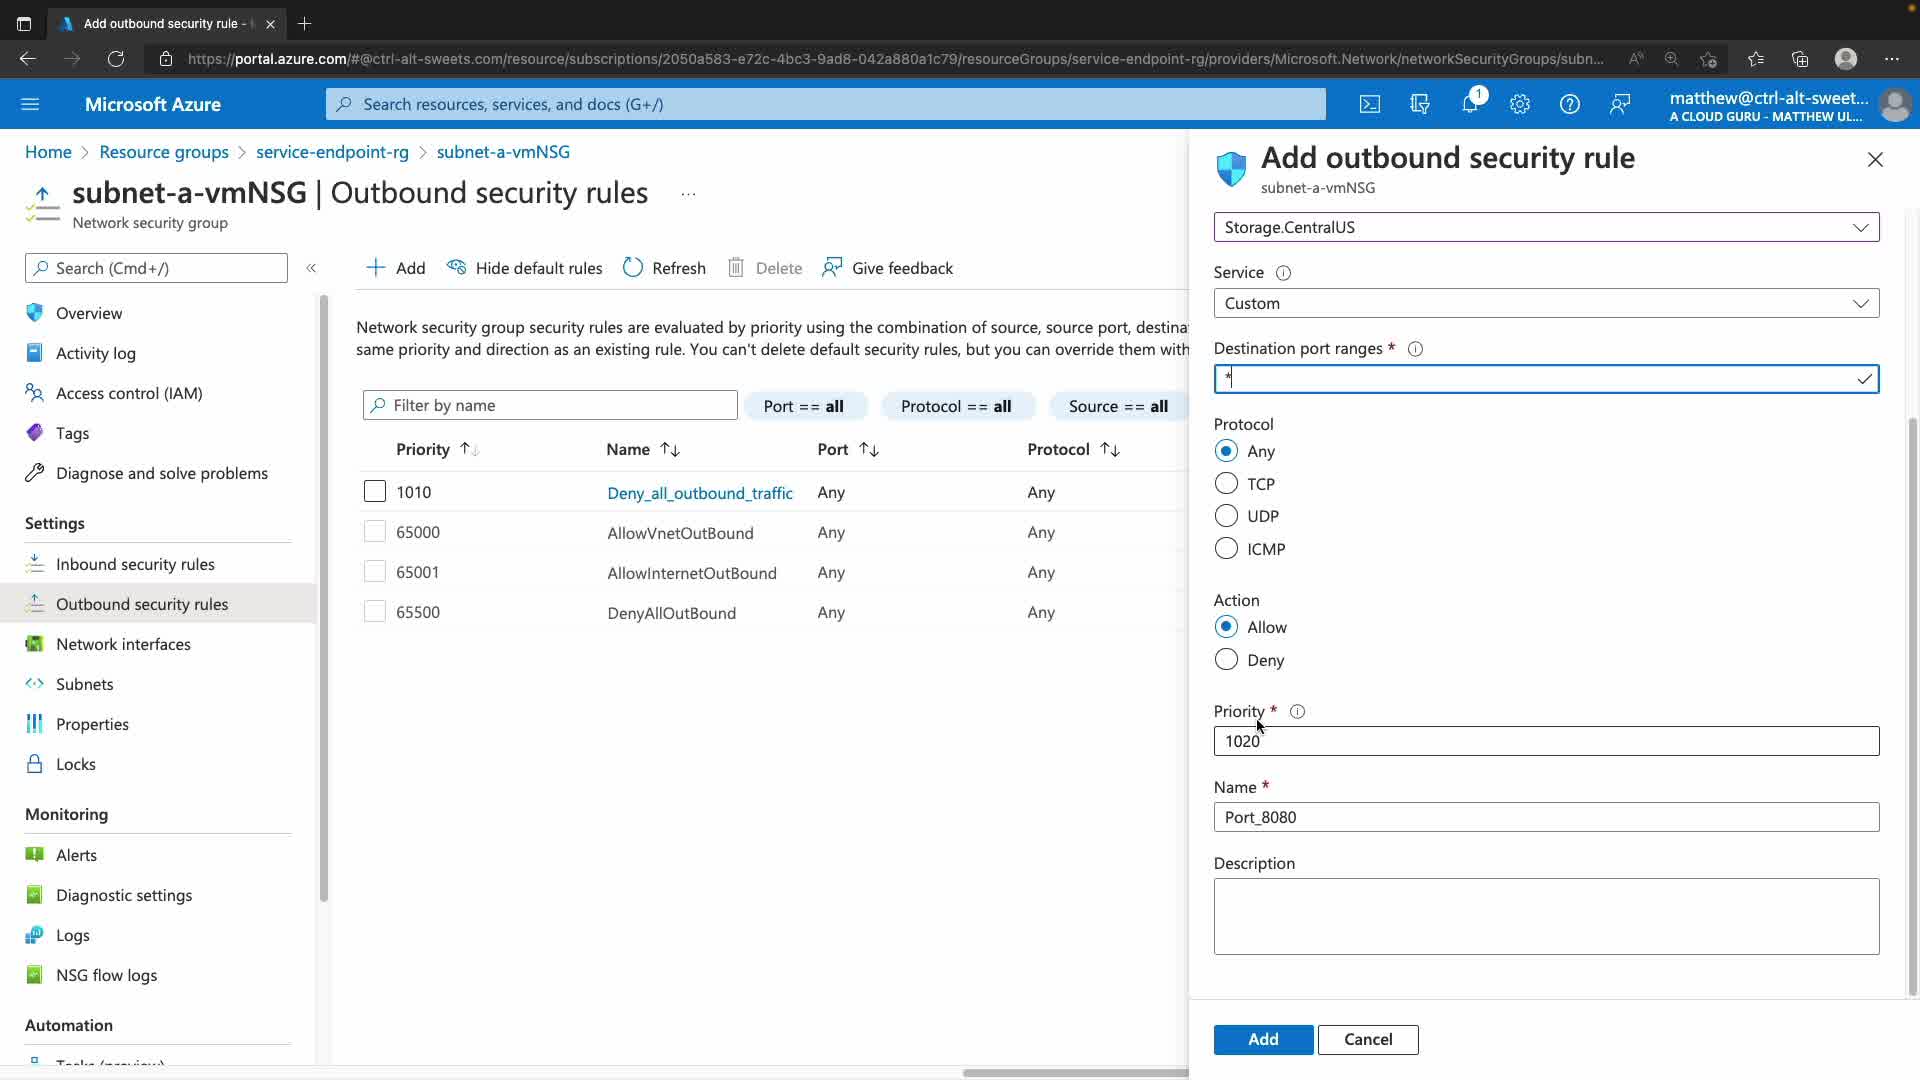 Add outbound security rule -
https://portal.azure.com/#@ctrl-alt-sweets.com/resource/subscriptions/2050a583-e72c-4bc3-9ad8-042a880a1c79/resourceGroups/service-endpoint-rg/providers/Microsoft.Network/networkSecurityGroups/subn...
Microsoft Azure
Search resources, services, and docs (G+/)
1
matthew@ctrl-alt-sweet...
A CLOUD GURU - MATTHEW UL...
Home > Resource groups > service-endpoint-rg > subnet-a-vmNSG
subnet-a-vmNSG | Outbound security rules ...
Network security group
Search (Cmd+/)
«
Overview
Activity log
Access control (IAM)
Tags
Diagnose and solve problems
Settings
Inbound security rules
Outbound security rules
Network interfaces
Subnets
Properties
Locks
Monitoring
Alerts
Diagnostic settings
Logs
NSG flow logs
Automation
Tasks (preview)
Add Hide default rules Refresh Delete Give feedback
Network security group security rules are evaluated by priority using the combination of source, source port, destina
same priority and direction as an existing rule. You can't delete default security rules, but you can override them with
Filter by name Port == all Protocol == all Source == all
Priority ↑↓ Name ↑↓ Port ↑↓ Protocol ↑↓
1010 Deny_all_outbound_traffic Any Any
65000 AllowVnetOutBound Any Any
65001 AllowInternetOutBound Any Any
65500 DenyAllOutBound Any Any
Add outbound security rule
subnet-a-vmNSG
Storage.CentralUS
Service
Custom
Destination port ranges *
*
Protocol
Any
TCP
UDP
ICMP
Action
Allow
Deny
Priority *
1020
Name *
Port_8080
Description
Add Cancel